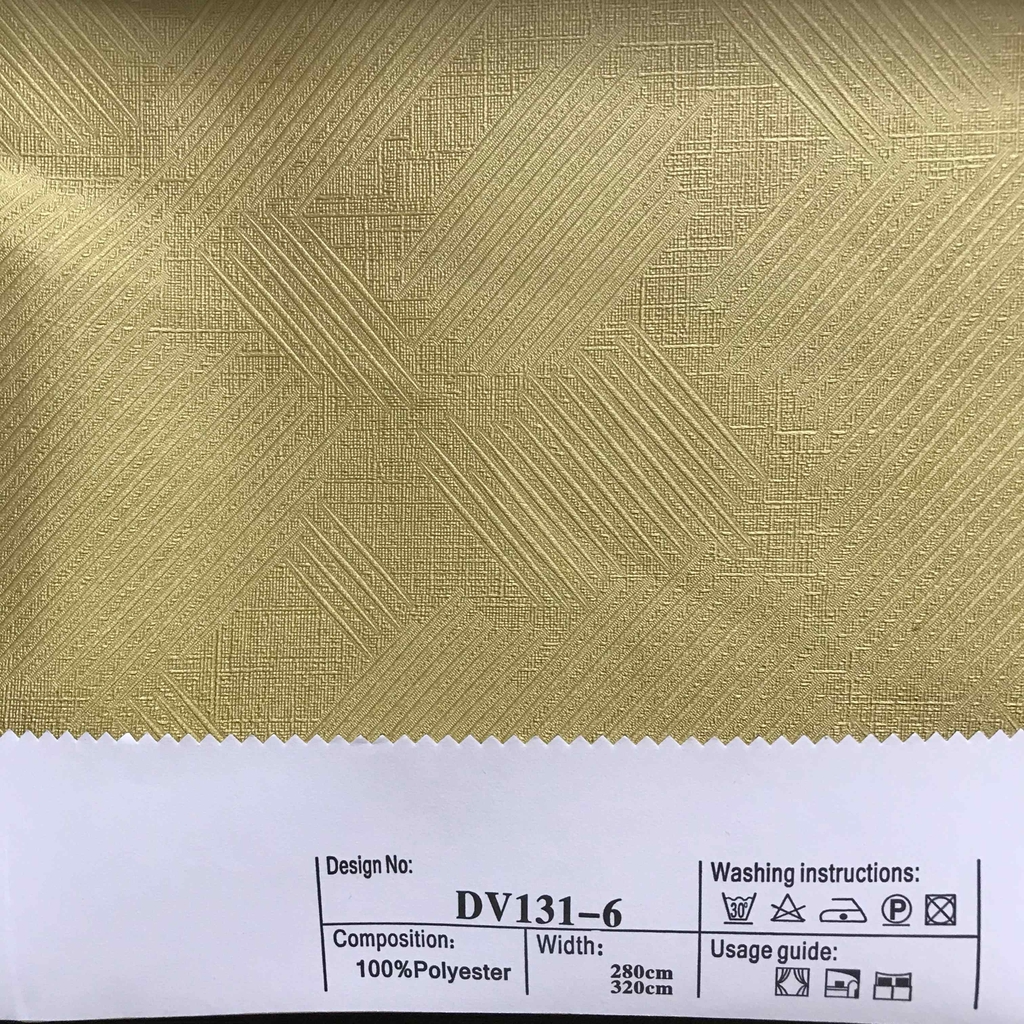 Design No:
DV131-6
Composition:
100%Polyester
Width:
280cm
320cm
Washing instructions:
30°
P
Usage guide: